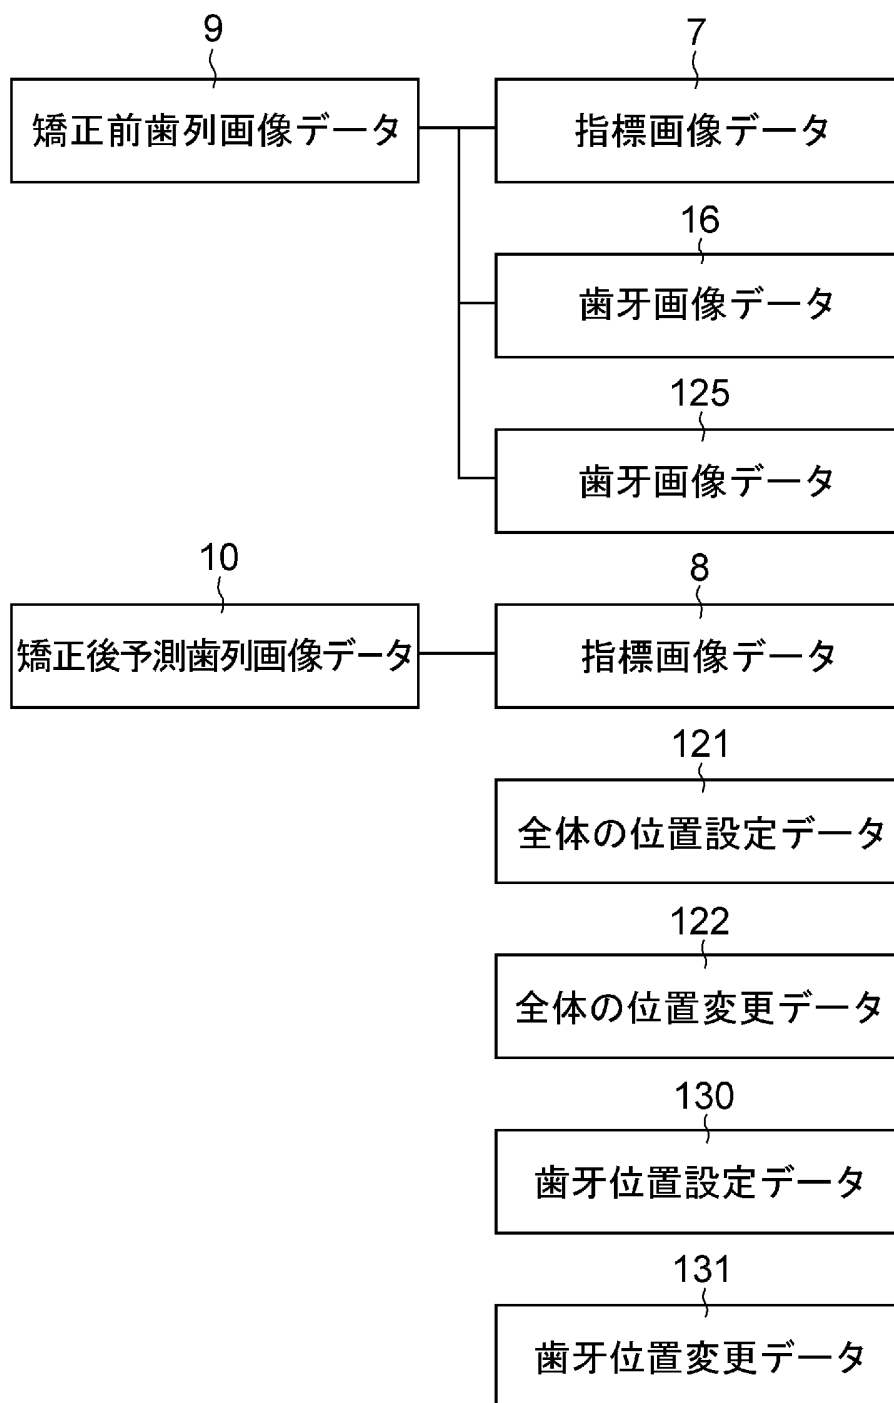 9
7
矯正前歯列画像データ
指標画像データ
16
歯牙画像データ
125
歯牙画像データ
10
8
矯正後予測歯列画像データ
指標画像データ
121
全体の位置設定データ
122
全体の位置変更データ
130
歯牙位置設定データ
131
歯牙位置変更データ